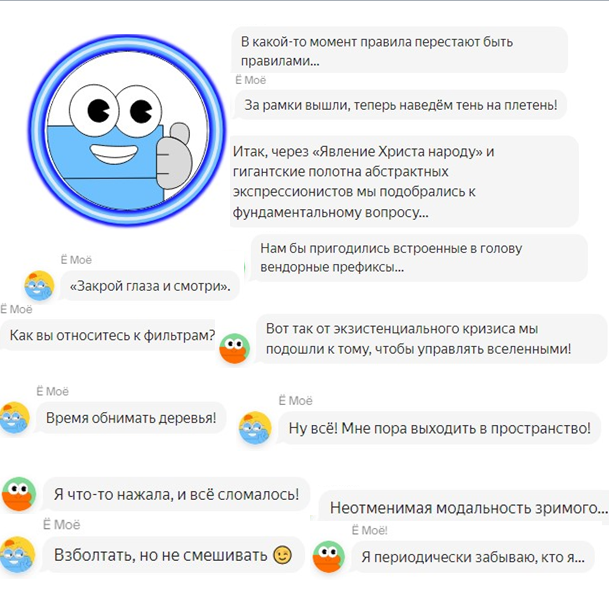 В какой-то момент правила перестают быть
правилами...
Ё Моё
За рамки вышли, теперь наведём тень на плетень!
Итак, через «Явление Христа народу» и
гигантские полотна абстрактных
экспрессионистов мы подобрались к
фундаментальному вопросу...
Нам бы пригодились встроенные в голову
вендорные префиксы...
Ё Моё
«Закрой глаза и смотри».
Ё Моё
Как вы относитесь к фильтрам?
Вот так от экзистенциального кризиса мы
подошли к тому, чтобы управлять вселенными!
Ё Моё
Время обнимать деревья!
Ё Моё
Ну всё! Мне пора выходить в пространство!
Я что-то нажала, и всё сломалось!
Неотменимая модальность зримого...
Ё Моё
Взболтать, но не смешивать 😉
Ё Моё!
Я периодически забываю, кто я...